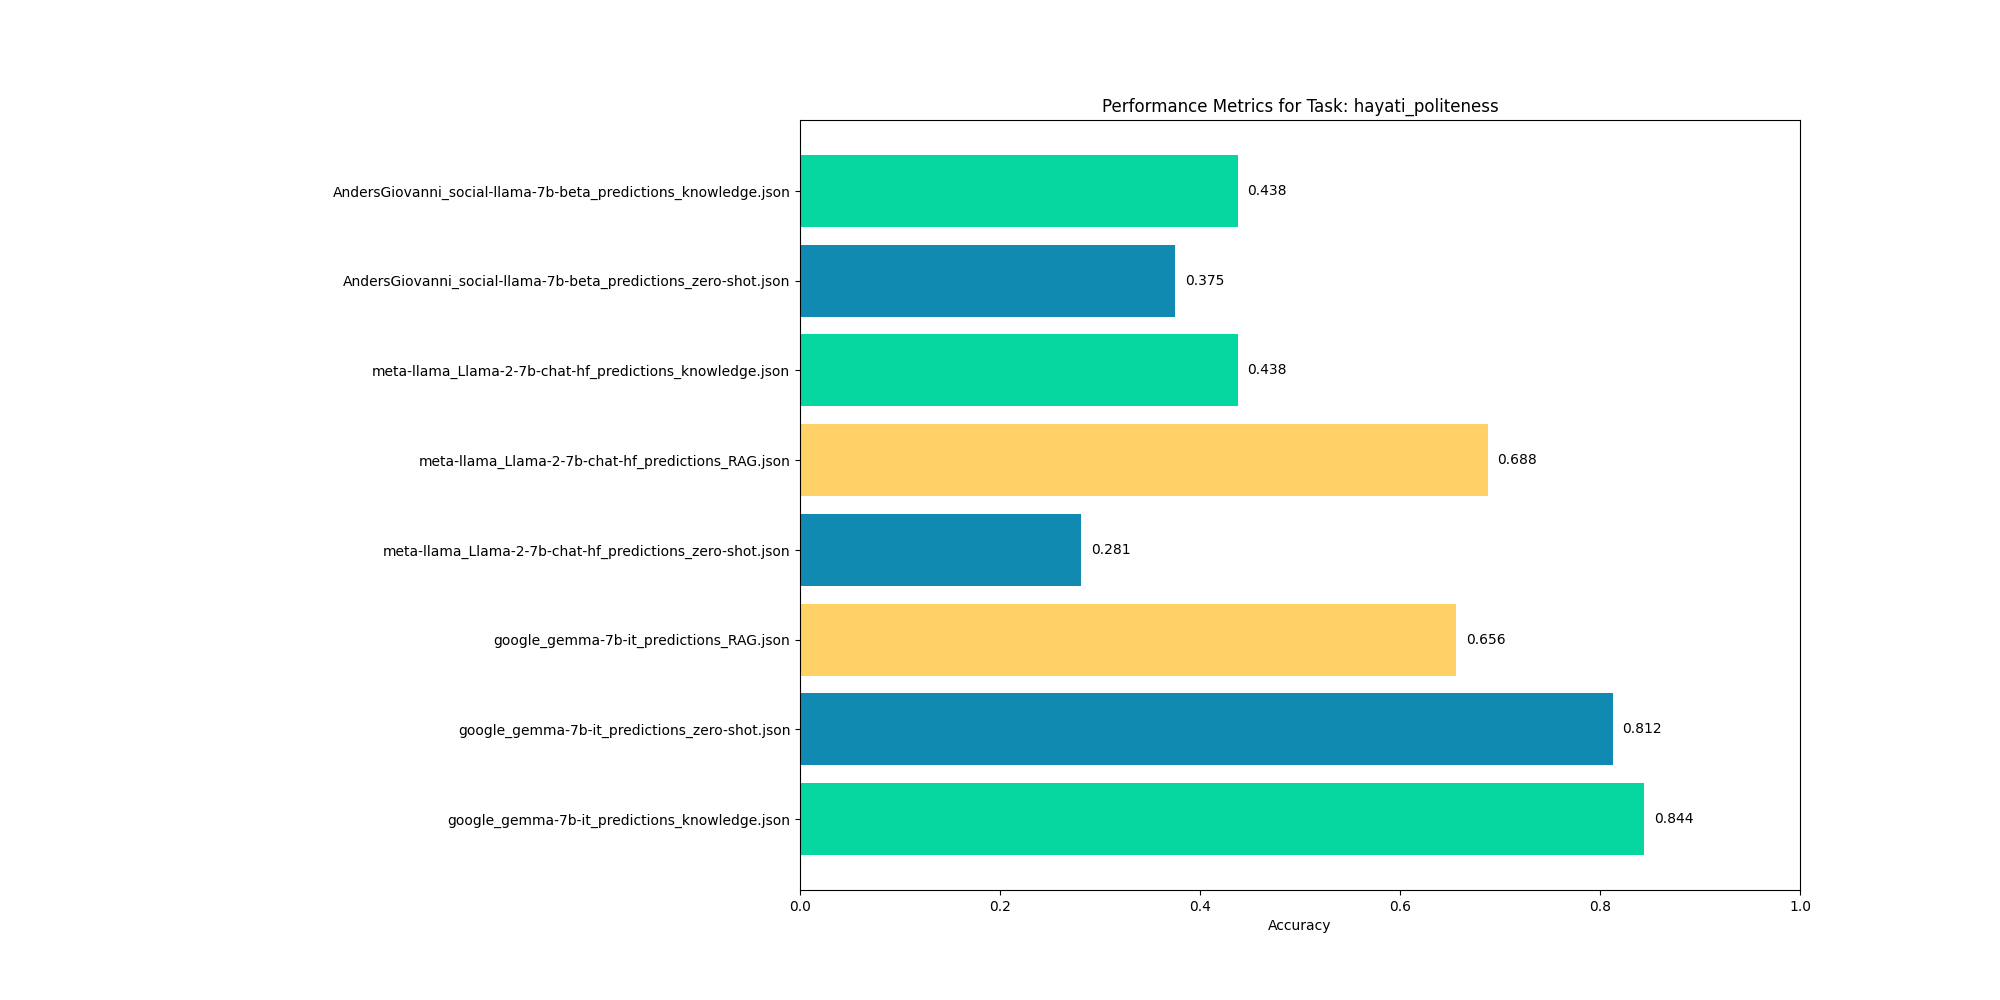 Performance Metrics for Task: hayati_politeness
AndersGiovanni_social-llama-7b-beta_predictions_knowledge.json
0.438
AndersGiovanni_social-llama-7b-beta_predictions_zero-shot.json
0.375
meta-llama_Llama-2-7b-chat-hf_predictions_knowledge.json
0.438
meta-llama_Llama-2-7b-chat-hf_predictions_RAG.json
0.688
meta-llama_Llama-2-7b-chat-hf_predictions_zero-shot.json
0.281
google_gemma-7b-it_predictions_RAG.json
0.656
google_gemma-7b-it_predictions_zero-shot.json
0.812
google_gemma-7b-it_predictions_knowledge.json
0.844
0.0 0.2 0.4 0.6 0.8 1.0
Accuracy